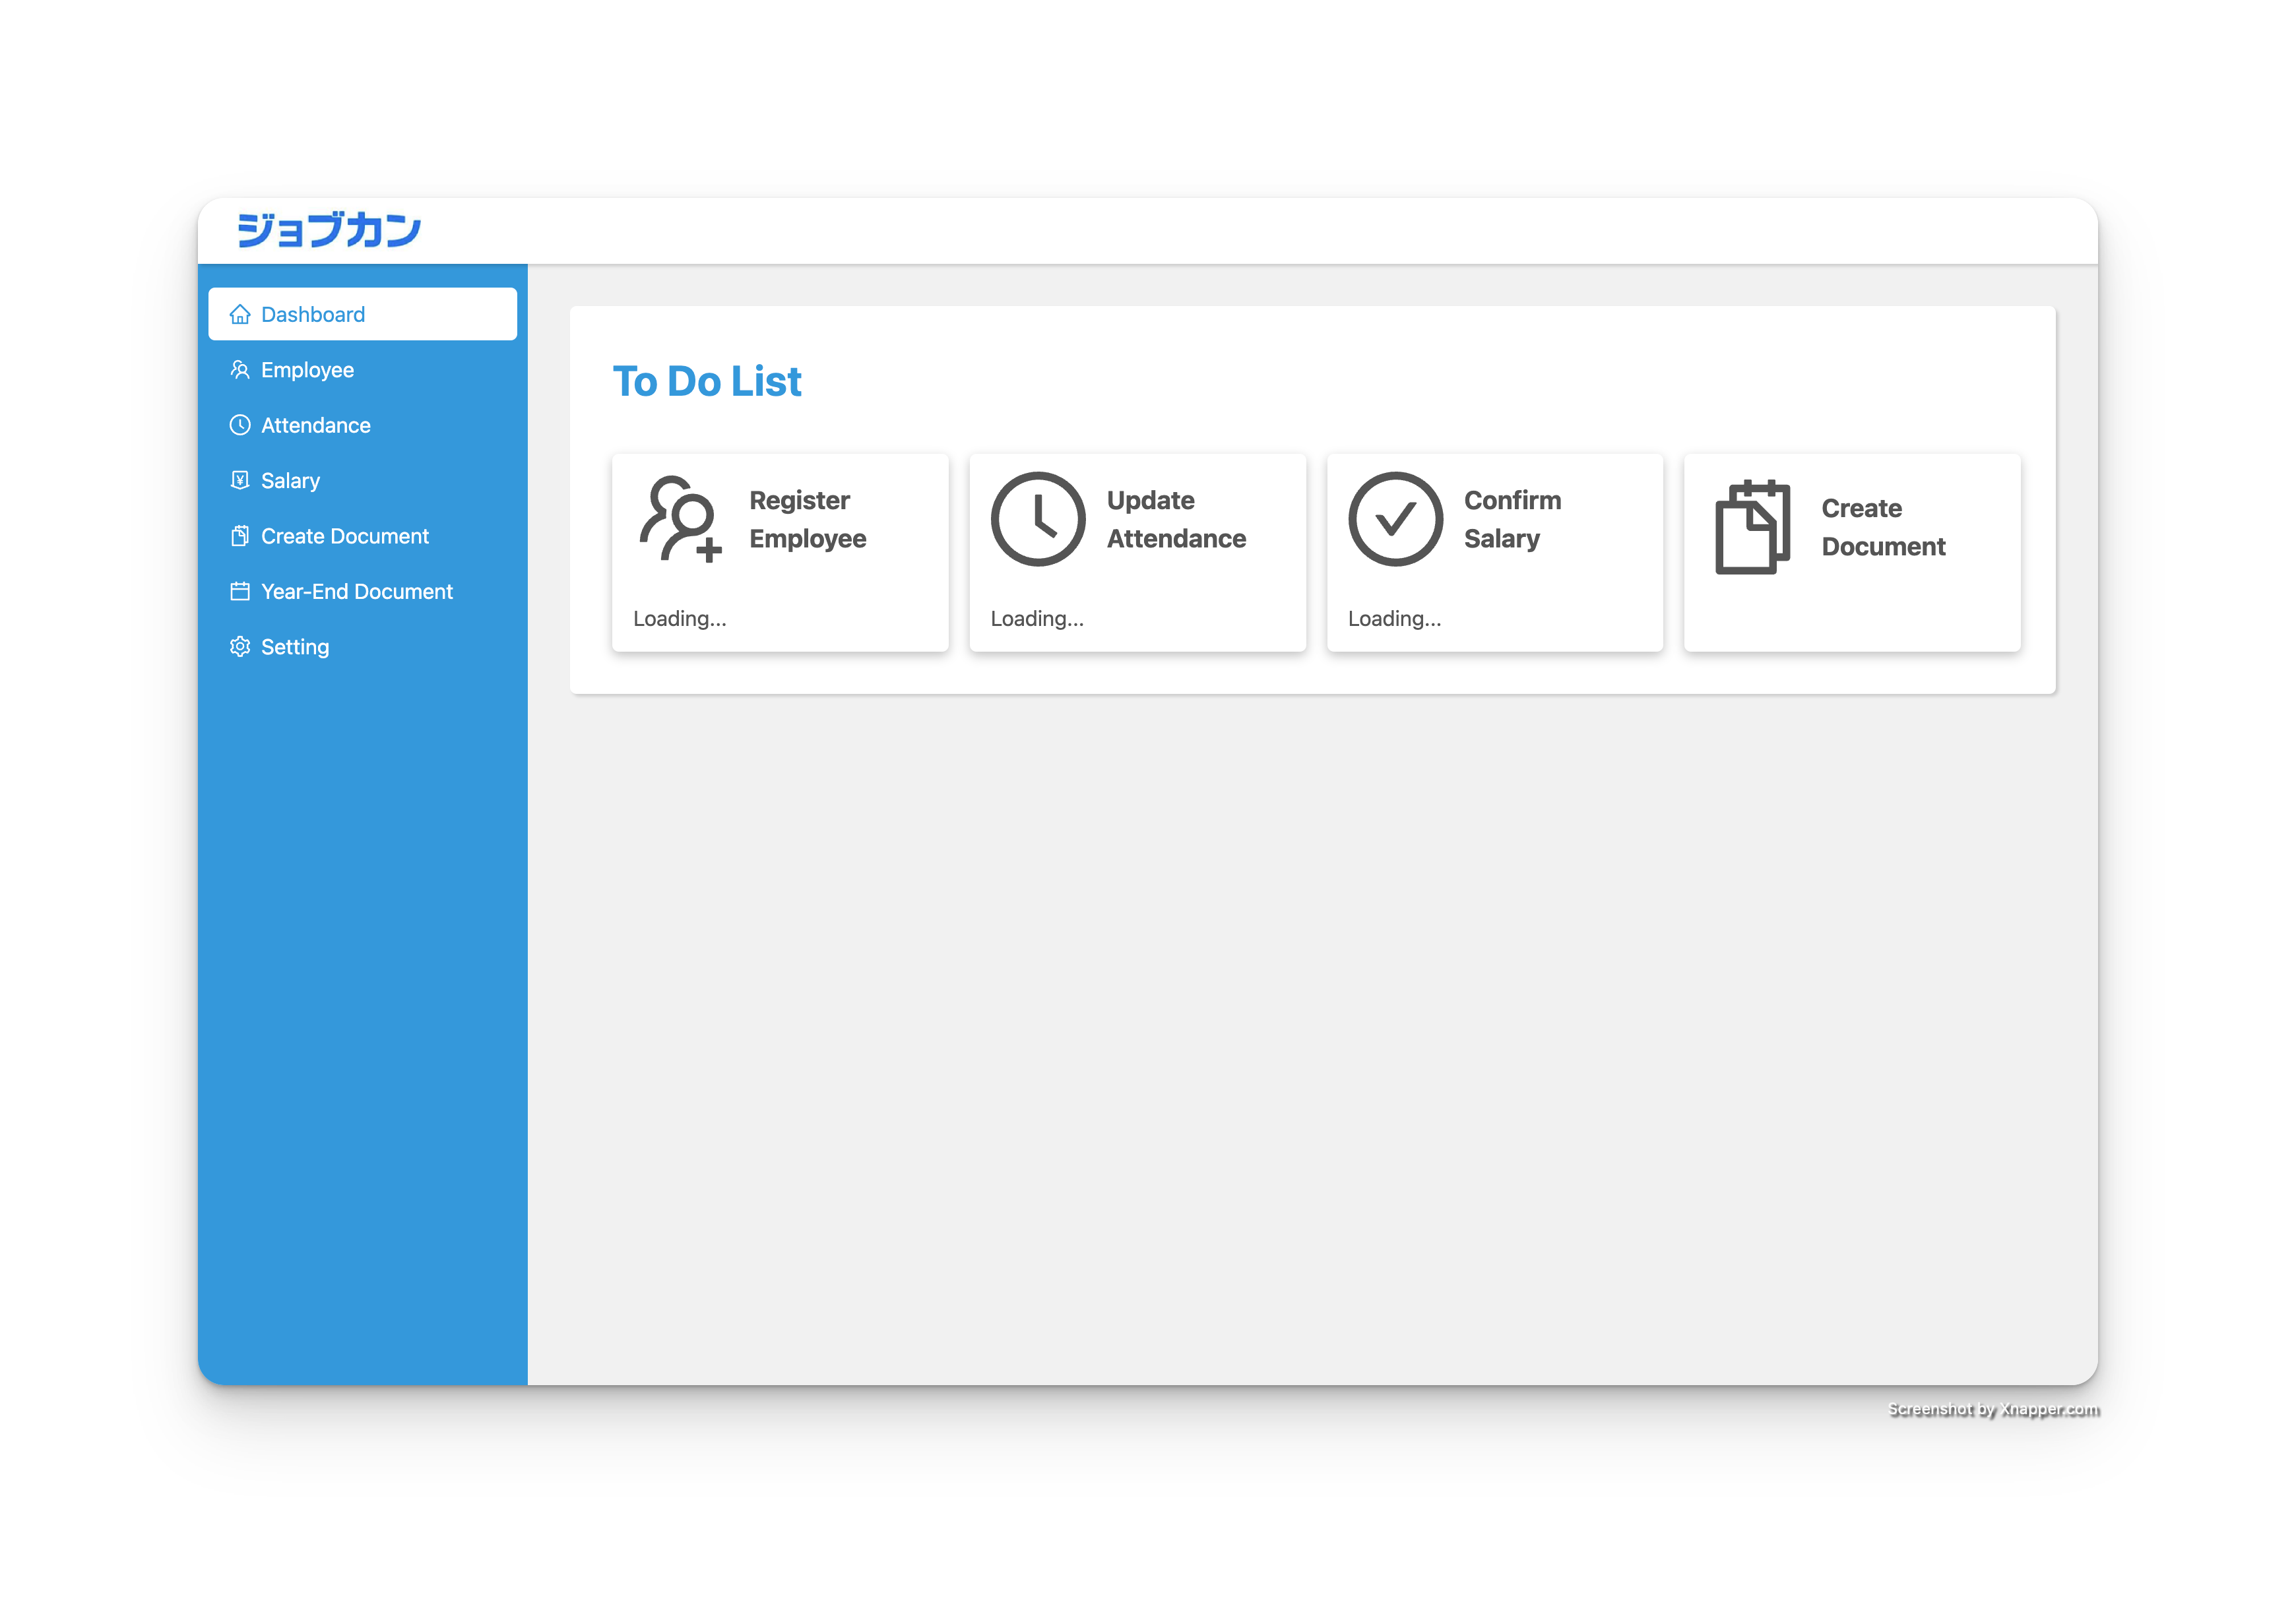 ジョブカン
Dashboard
Employee
Attendance
Salary
Create Document
Year-End Document
Setting
To Do List
Register
Employee
Loading...
Update
Attendance
Loading...
Confirm
Salary
Loading...
Create
Document
Screenshot by Xnapper.com